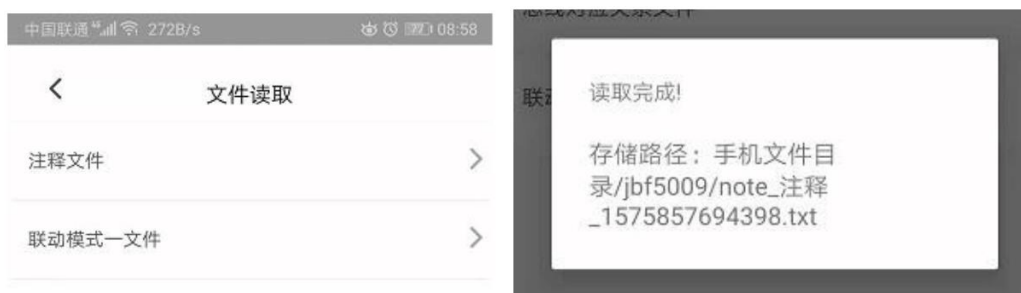 中国联通 272B/s 08:58
文件读取
注释文件
联动模式一文件
读取完成!
存储路径：手机文件目
录/jbf5009/note_注释
_1575857694398.txt